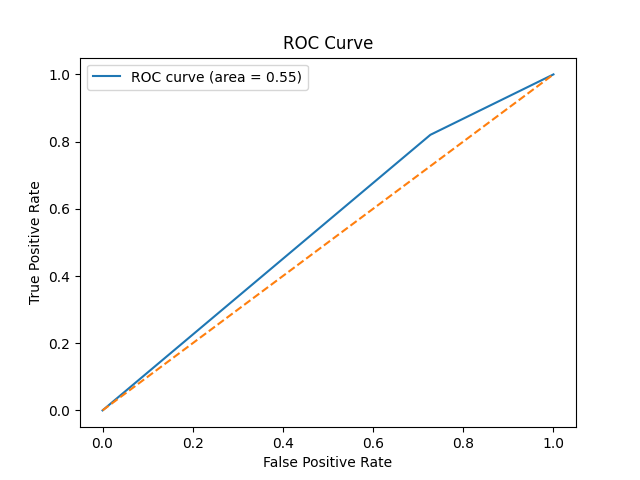 ROC Curve
ROC curve (area = 0.55)
1.0
0.8
0.6
0.4
0.2
0.0
True Positive Rate
0.0 0.2 0.4 0.6 0.8 1.0
False Positive Rate